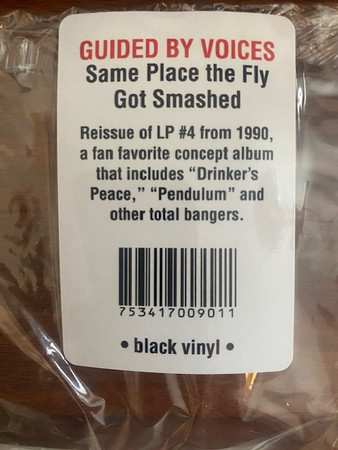 GUIDED BY VOICES
Same Place the Fly
Got Smashed
Reissue of LP #4 from 1990,
a fan favorite concept album
that includes “Drinker’s
Peace,” “Pendulum” and
other total bangers.
753417009011
• black vinyl •